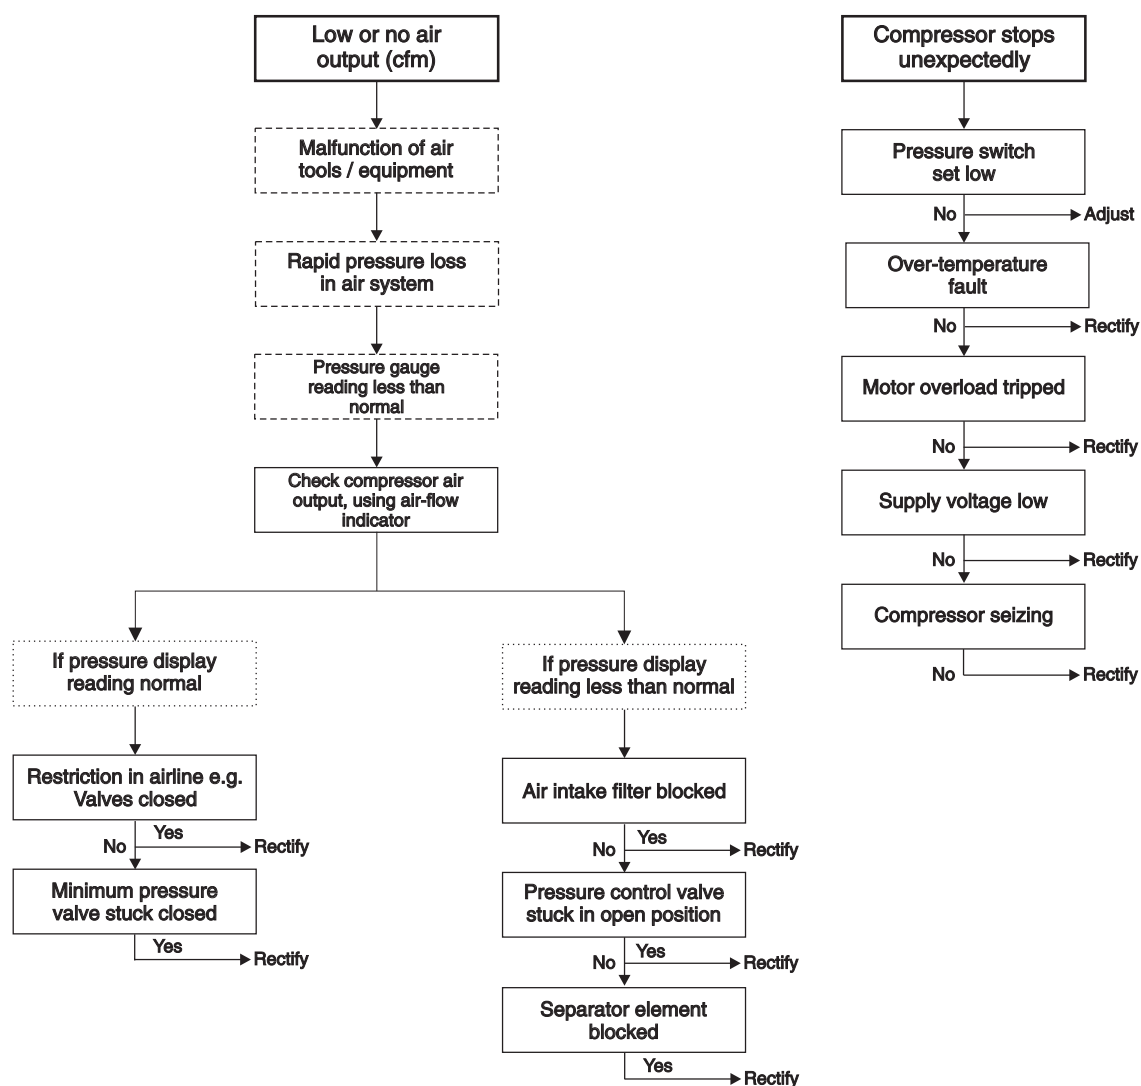 Low or no air
output (cfm)
Malfunction of air
tools / equipment
Rapid pressure loss
in air system
Pressure gauge
reading less than
normal
Check compressor air
output, using air-flow
indicator
If pressure display
reading normal
Restriction in airline e.g.
Valves closed
Yes
No
Rectify
Minimum pressure
valve stuck closed
Yes
Rectify
If pressure display
reading less than normal
Air intake filter blocked
Yes
No
Rectify
Pressure control valve
stuck in open position
Yes
No
Rectify
Separator element
blocked
Yes
Rectify
Compressor stops
unexpectedly
Pressure switch
set low
No
Adjust
Over-temperature
fault
No
Rectify
Motor overload tripped
No
Rectify
Supply voltage low
No
Rectify
Compressor seizing
No
Rectify